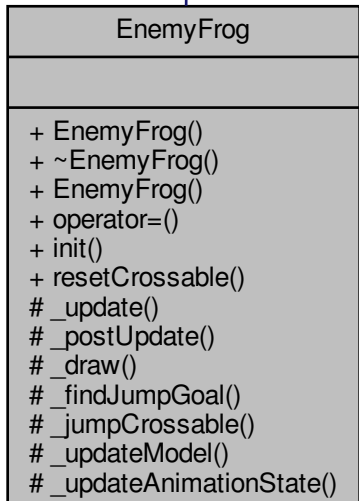 EnemyFrog
+ EnemyFrog()
+ ~EnemyFrog()
+ EnemyFrog()
+ operator=()
+ init()
+ resetCrossable()
# _update()
# _postUpdate()
# _draw()
# _findJumpGoal()
# _jumpCrossable()
# _updateModel()
# _updateAnimationState()